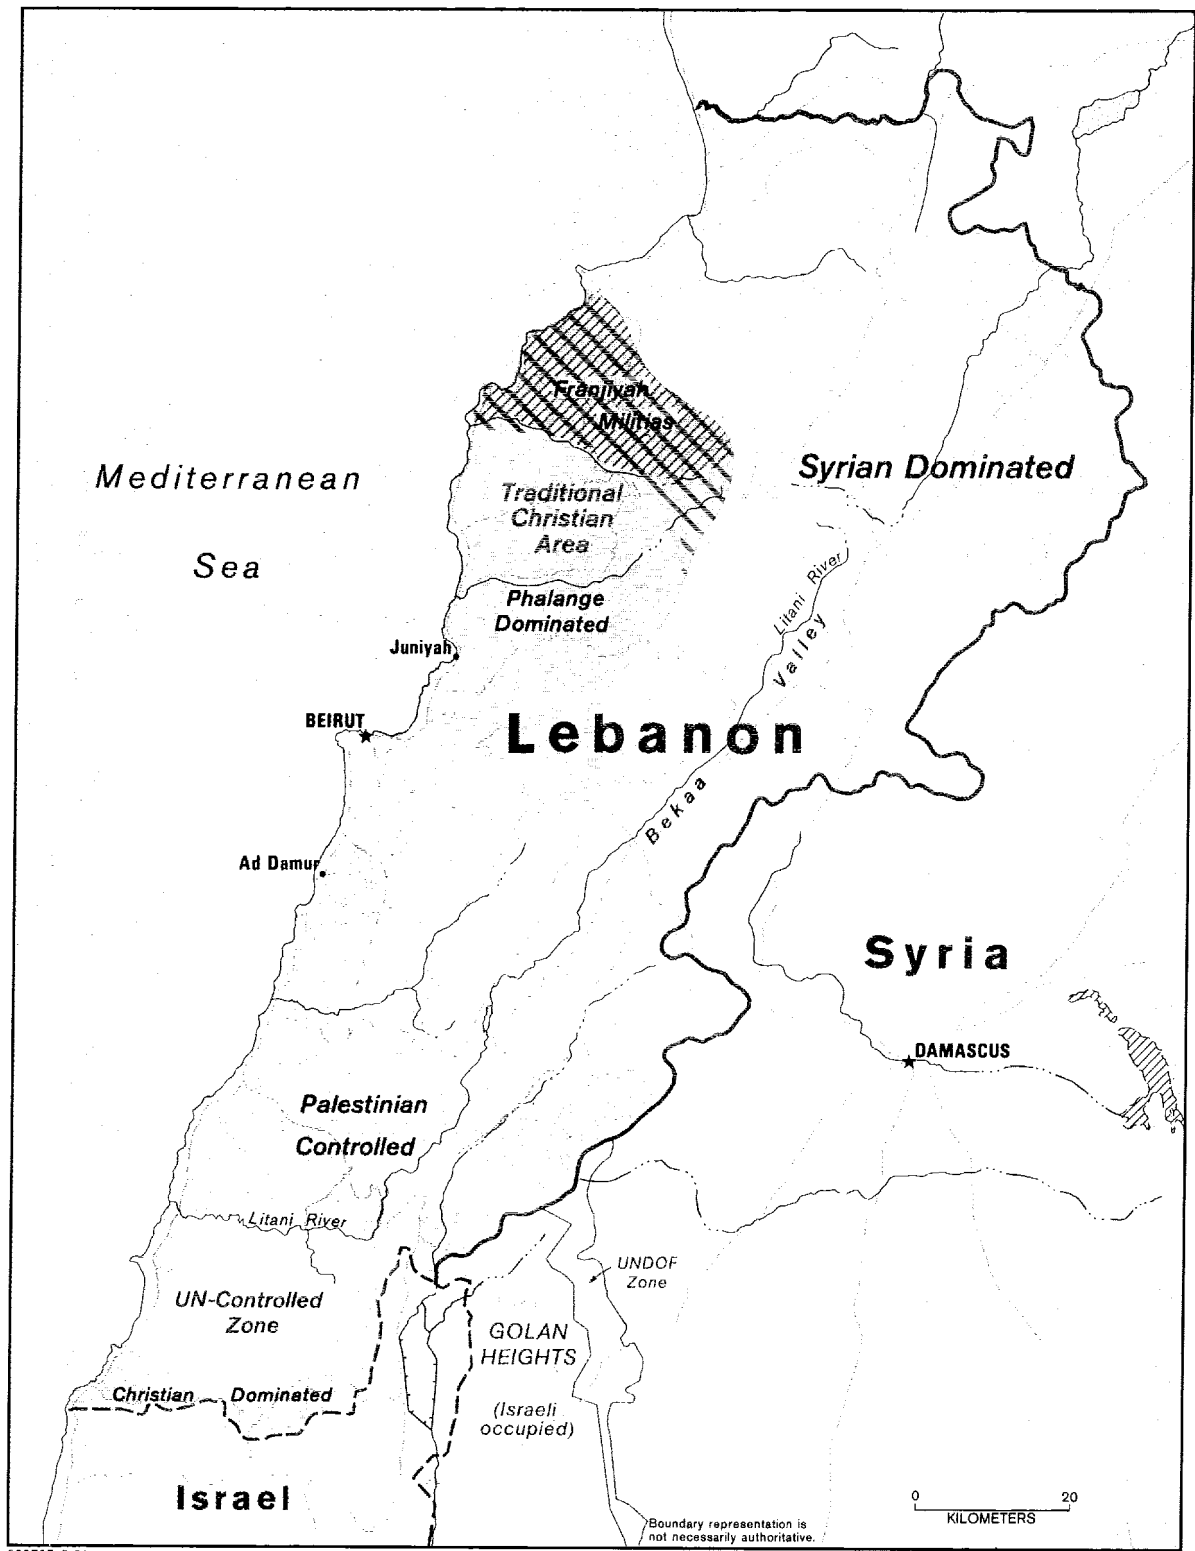 Franjiyah
Militias
Mediterranean
Sea
Syrian Dominated
Traditional
Christian
Area
Litani River
Phalange
Dominated
Valley
Juniyah
BEIRUT
Lebanon
Bekaa
Ad Damur
Syria
DAMASCUS
Palestinian
Controlled
Litani River
UNDOF
Zone
UN-Controlled
Zone
GOLAN
HEIGHTS
Christian Dominated
(Israeli
occupied)
Israel
0 20
KILOMETERS
Boundary representation is
not necessarily authoritative.